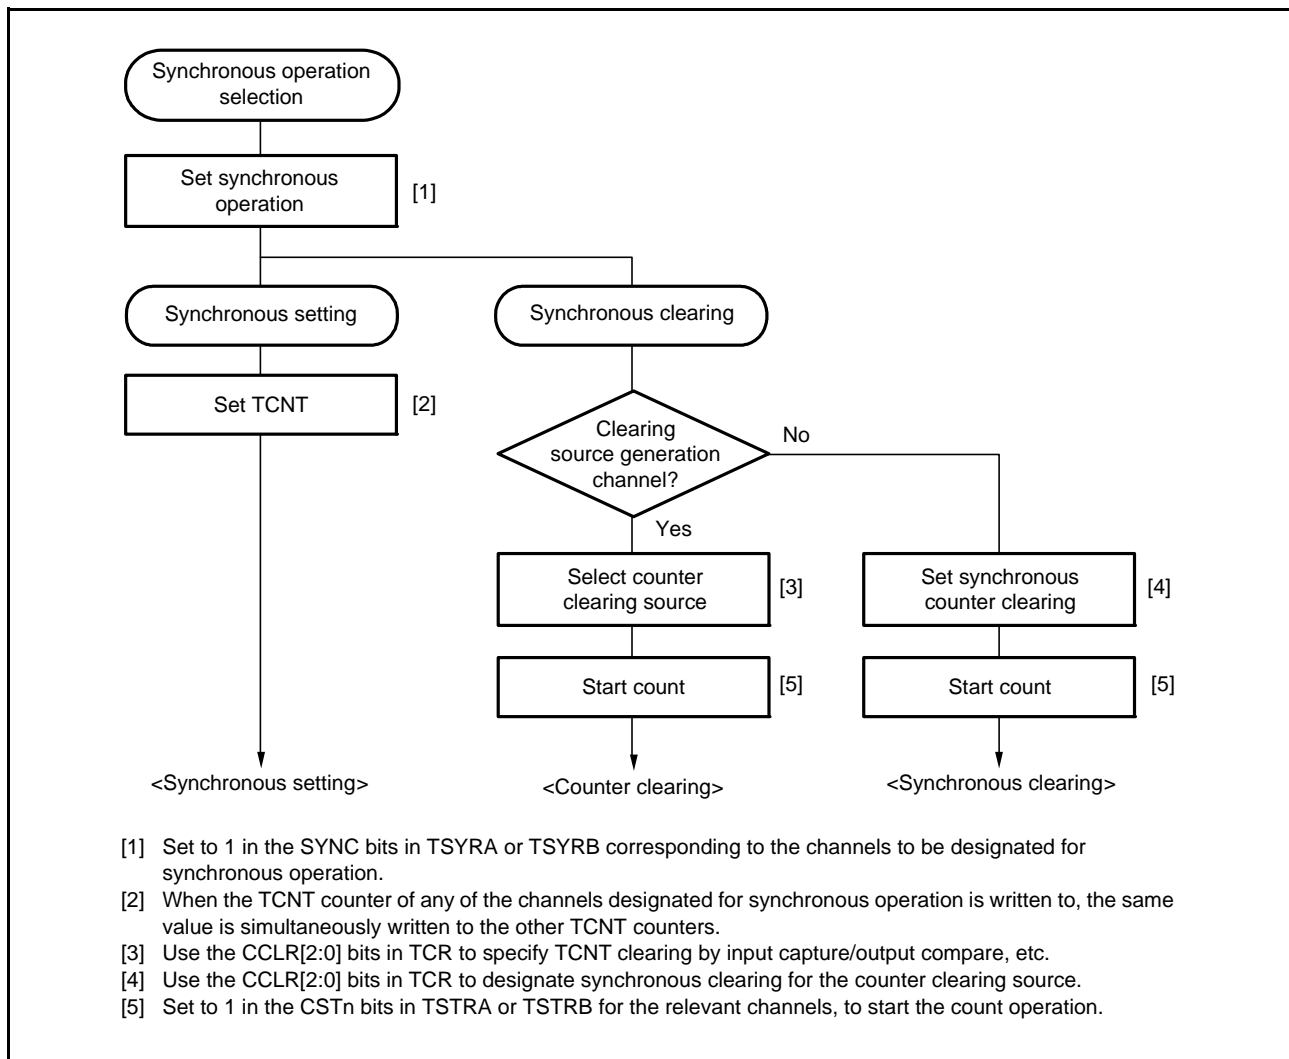 Synchronous operation
selection
Set synchronous
operation
[1]
Synchronous setting
Synchronous clearing
Set TCNT
[2]
Clearing
source generation
channel?
No
Yes
Select counter
clearing source
[3]
Set synchronous
counter clearing
[4]
Start count
[5]
Start count
[5]
<Synchronous setting>
<Counter clearing>
<Synchronous clearing>
[1] Set to 1 in the SYNC bits in TSYRA or TSYRB corresponding to the channels to be designated for
synchronous operation.
[2] When the TCNT counter of any of the channels designated for synchronous operation is written to, the same
value is simultaneously written to the other TCNT counters.
[3] Use the CCLR[2:0] bits in TCR to specify TCNT clearing by input capture/output compare, etc.
[4] Use the CCLR[2:0] bits in TCR to designate synchronous clearing for the counter clearing source.
[5] Set to 1 in the CSTn bits in TSTRA or TSTRB for the relevant channels, to start the count operation.